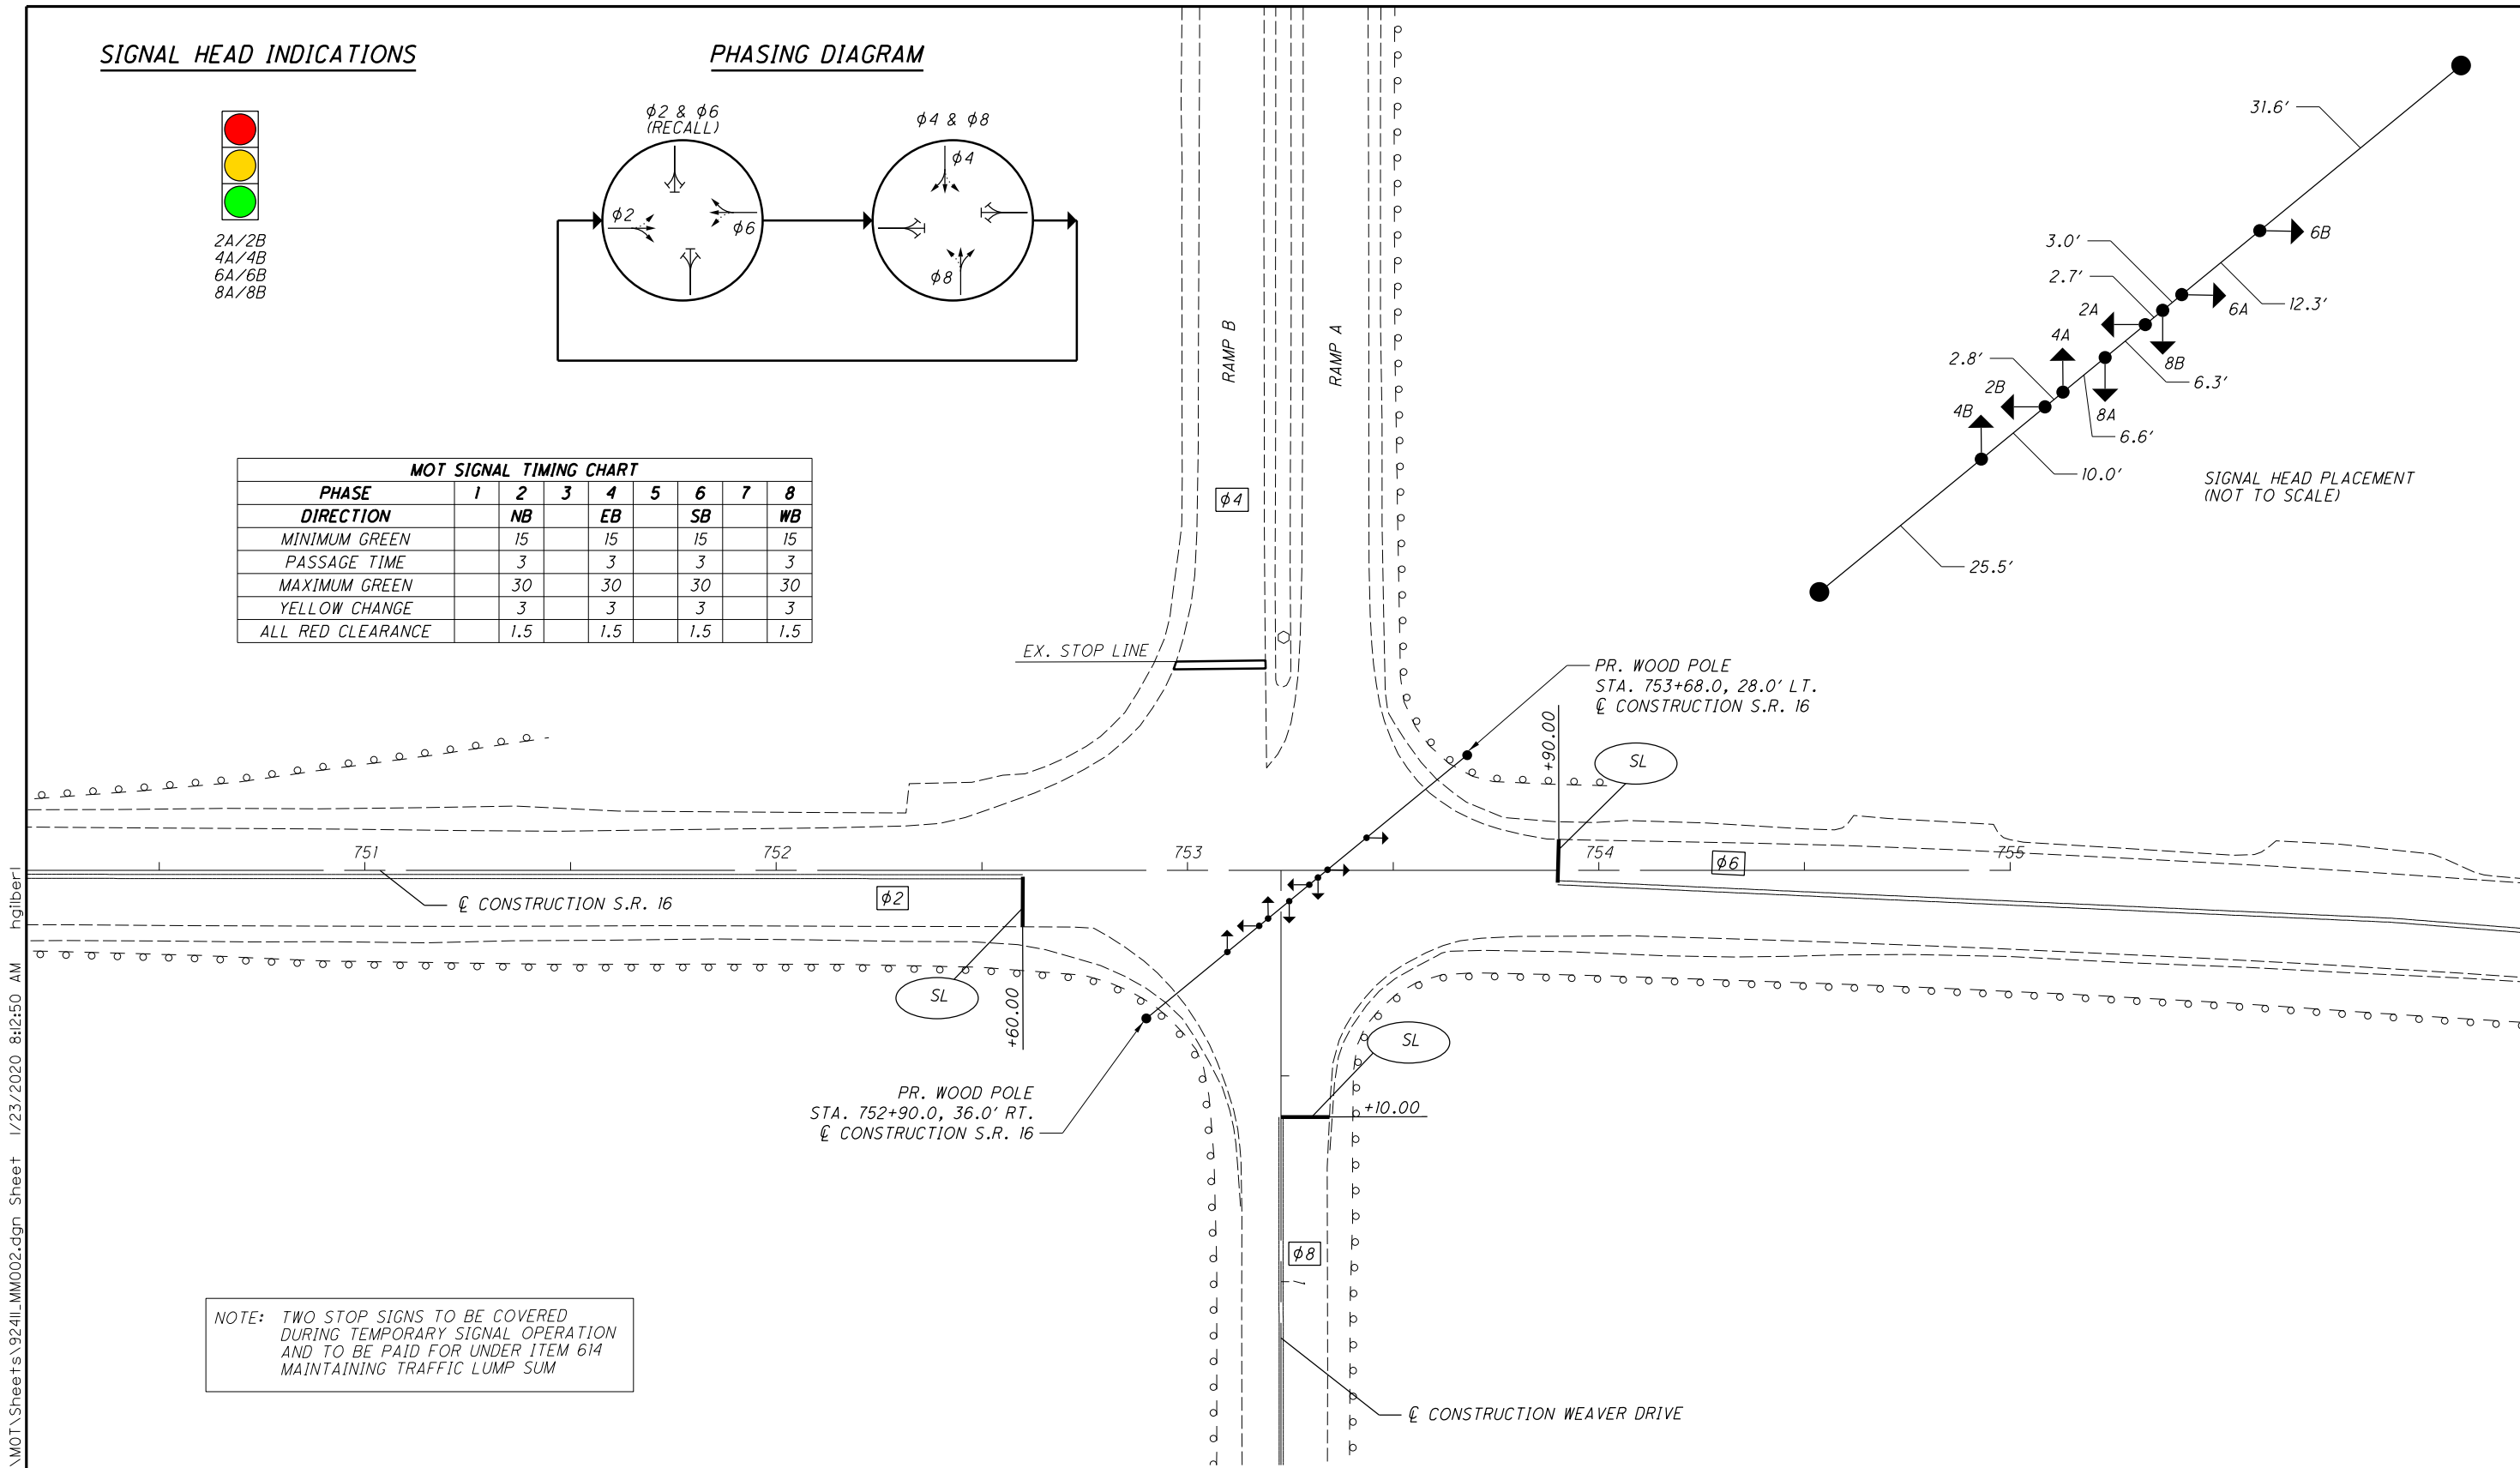 SIGNAL HEAD INDICATIONS
2A/2B
4A/4B
6A/6B
8A/8B
PHASING DIAGRAM
ϕ2 & ϕ6
(RECALL)
ϕ2
ϕ6
ϕ4 & ϕ8
ϕ4
ϕ8
MOT SIGNAL TIMING CHART
PHASE 1 2 3 4 5 6 7 8
DIRECTION NB EB SB WB
MINIMUM GREEN 15 15 15 15
PASSAGE TIME 3 3 3 3
MAXIMUM GREEN 30 30 30 30
YELLOW CHANGE 3 3 3 3
ALL RED CLEARANCE 1.5 1.5 1.5 1.5
RAMP B
RAMP A
ϕ4
31.6'
6B
3.0'
2.7'
12.3'
2A
6A
4A
8B
2.8'
6.3'
2B
4B
8A
6.6'
10.0'
25.5'
SIGNAL HEAD PLACEMENT
(NOT TO SCALE)
EX. STOP LINE
PR. WOOD POLE
STA. 753+68.0, 28.0' LT.
℄ CONSTRUCTION S.R. 16
+90.00
SL
751
752
753
754
755
ϕ6
ϕ2
℄ CONSTRUCTION S.R. 16
SL
+60.00
SL
+10.00
PR. WOOD POLE
STA. 752+90.0, 36.0' RT.
℄ CONSTRUCTION S.R. 16
ϕ8
1
℄ CONSTRUCTION WEAVER DRIVE
NOTE: TWO STOP SIGNS TO BE COVERED
DURING TEMPORARY SIGNAL OPERATION
AND TO BE PAID FOR UNDER ITEM 614
MAINTAINING TRAFFIC LUMP SUM
\MOT\Sheets\92411_MM002.dgn Sheet 1/23/2020 8:12:50 AM hgilberl